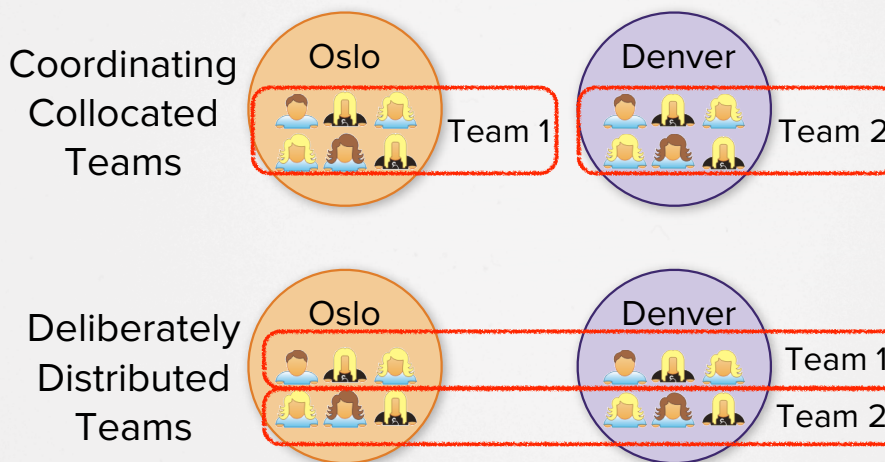 Coordinating
Collocated
Teams
Oslo
Team 1
Denver
Team 2
Deliberately
Distributed
Teams
Oslo
Denver
Team 1
Team 2